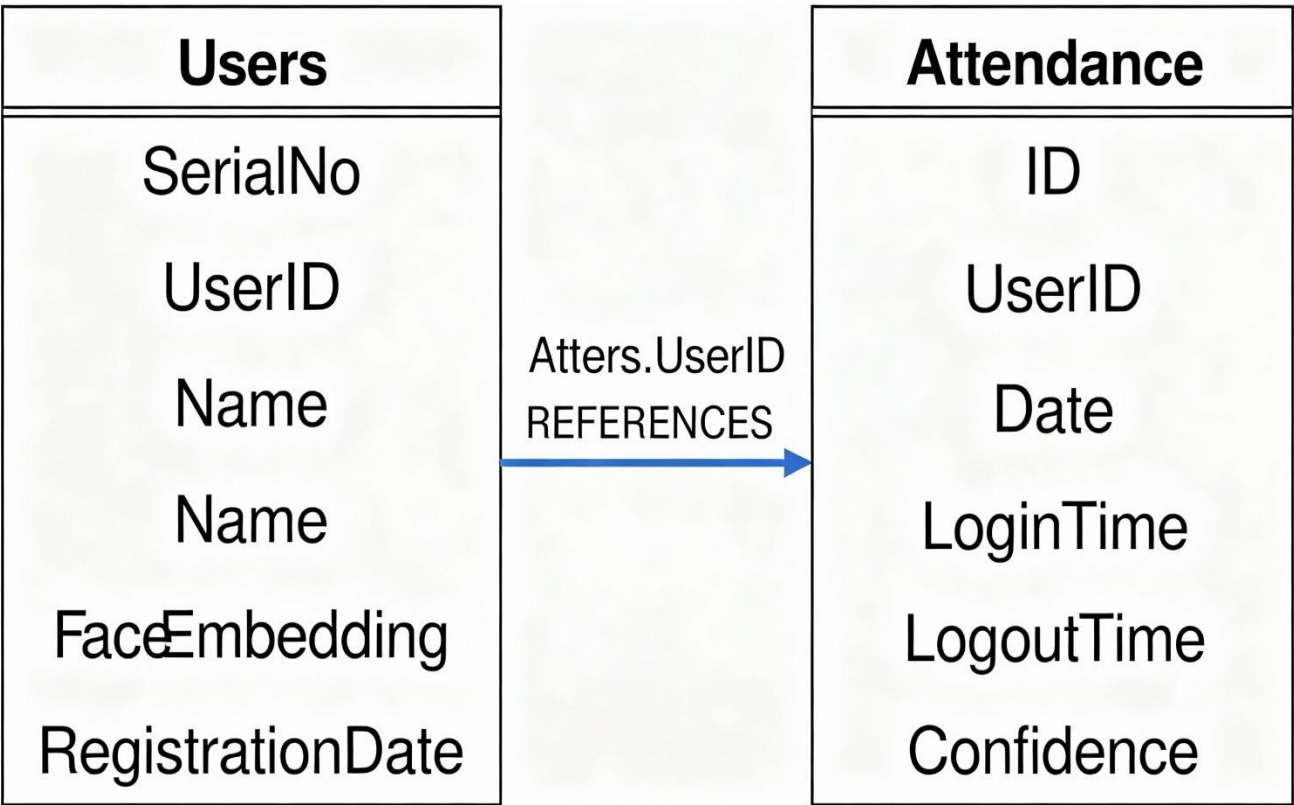 Users
SerialNo
UserID
Name
Name
FaceEmbedding
RegistrationDate
Atters.UserID
REFERENCES
Attendance
ID
UserID
Date
LoginTime
LogoutTime
Confidence